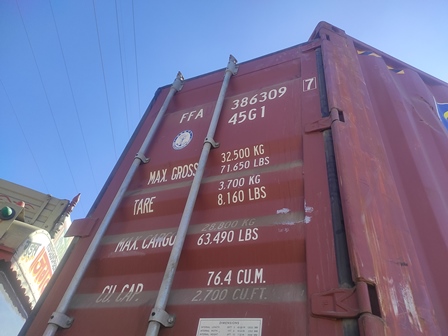 FFA 386309 7
45G1
MAX. GROSS 32.500 KG
71.650 LBS
TARE 3.700 KG
8.160 LBS
MAX. CARGO 28.800 KG
63.490 LBS
CU. CAP. 76.4 CU.M.
2.700 CU.FT.